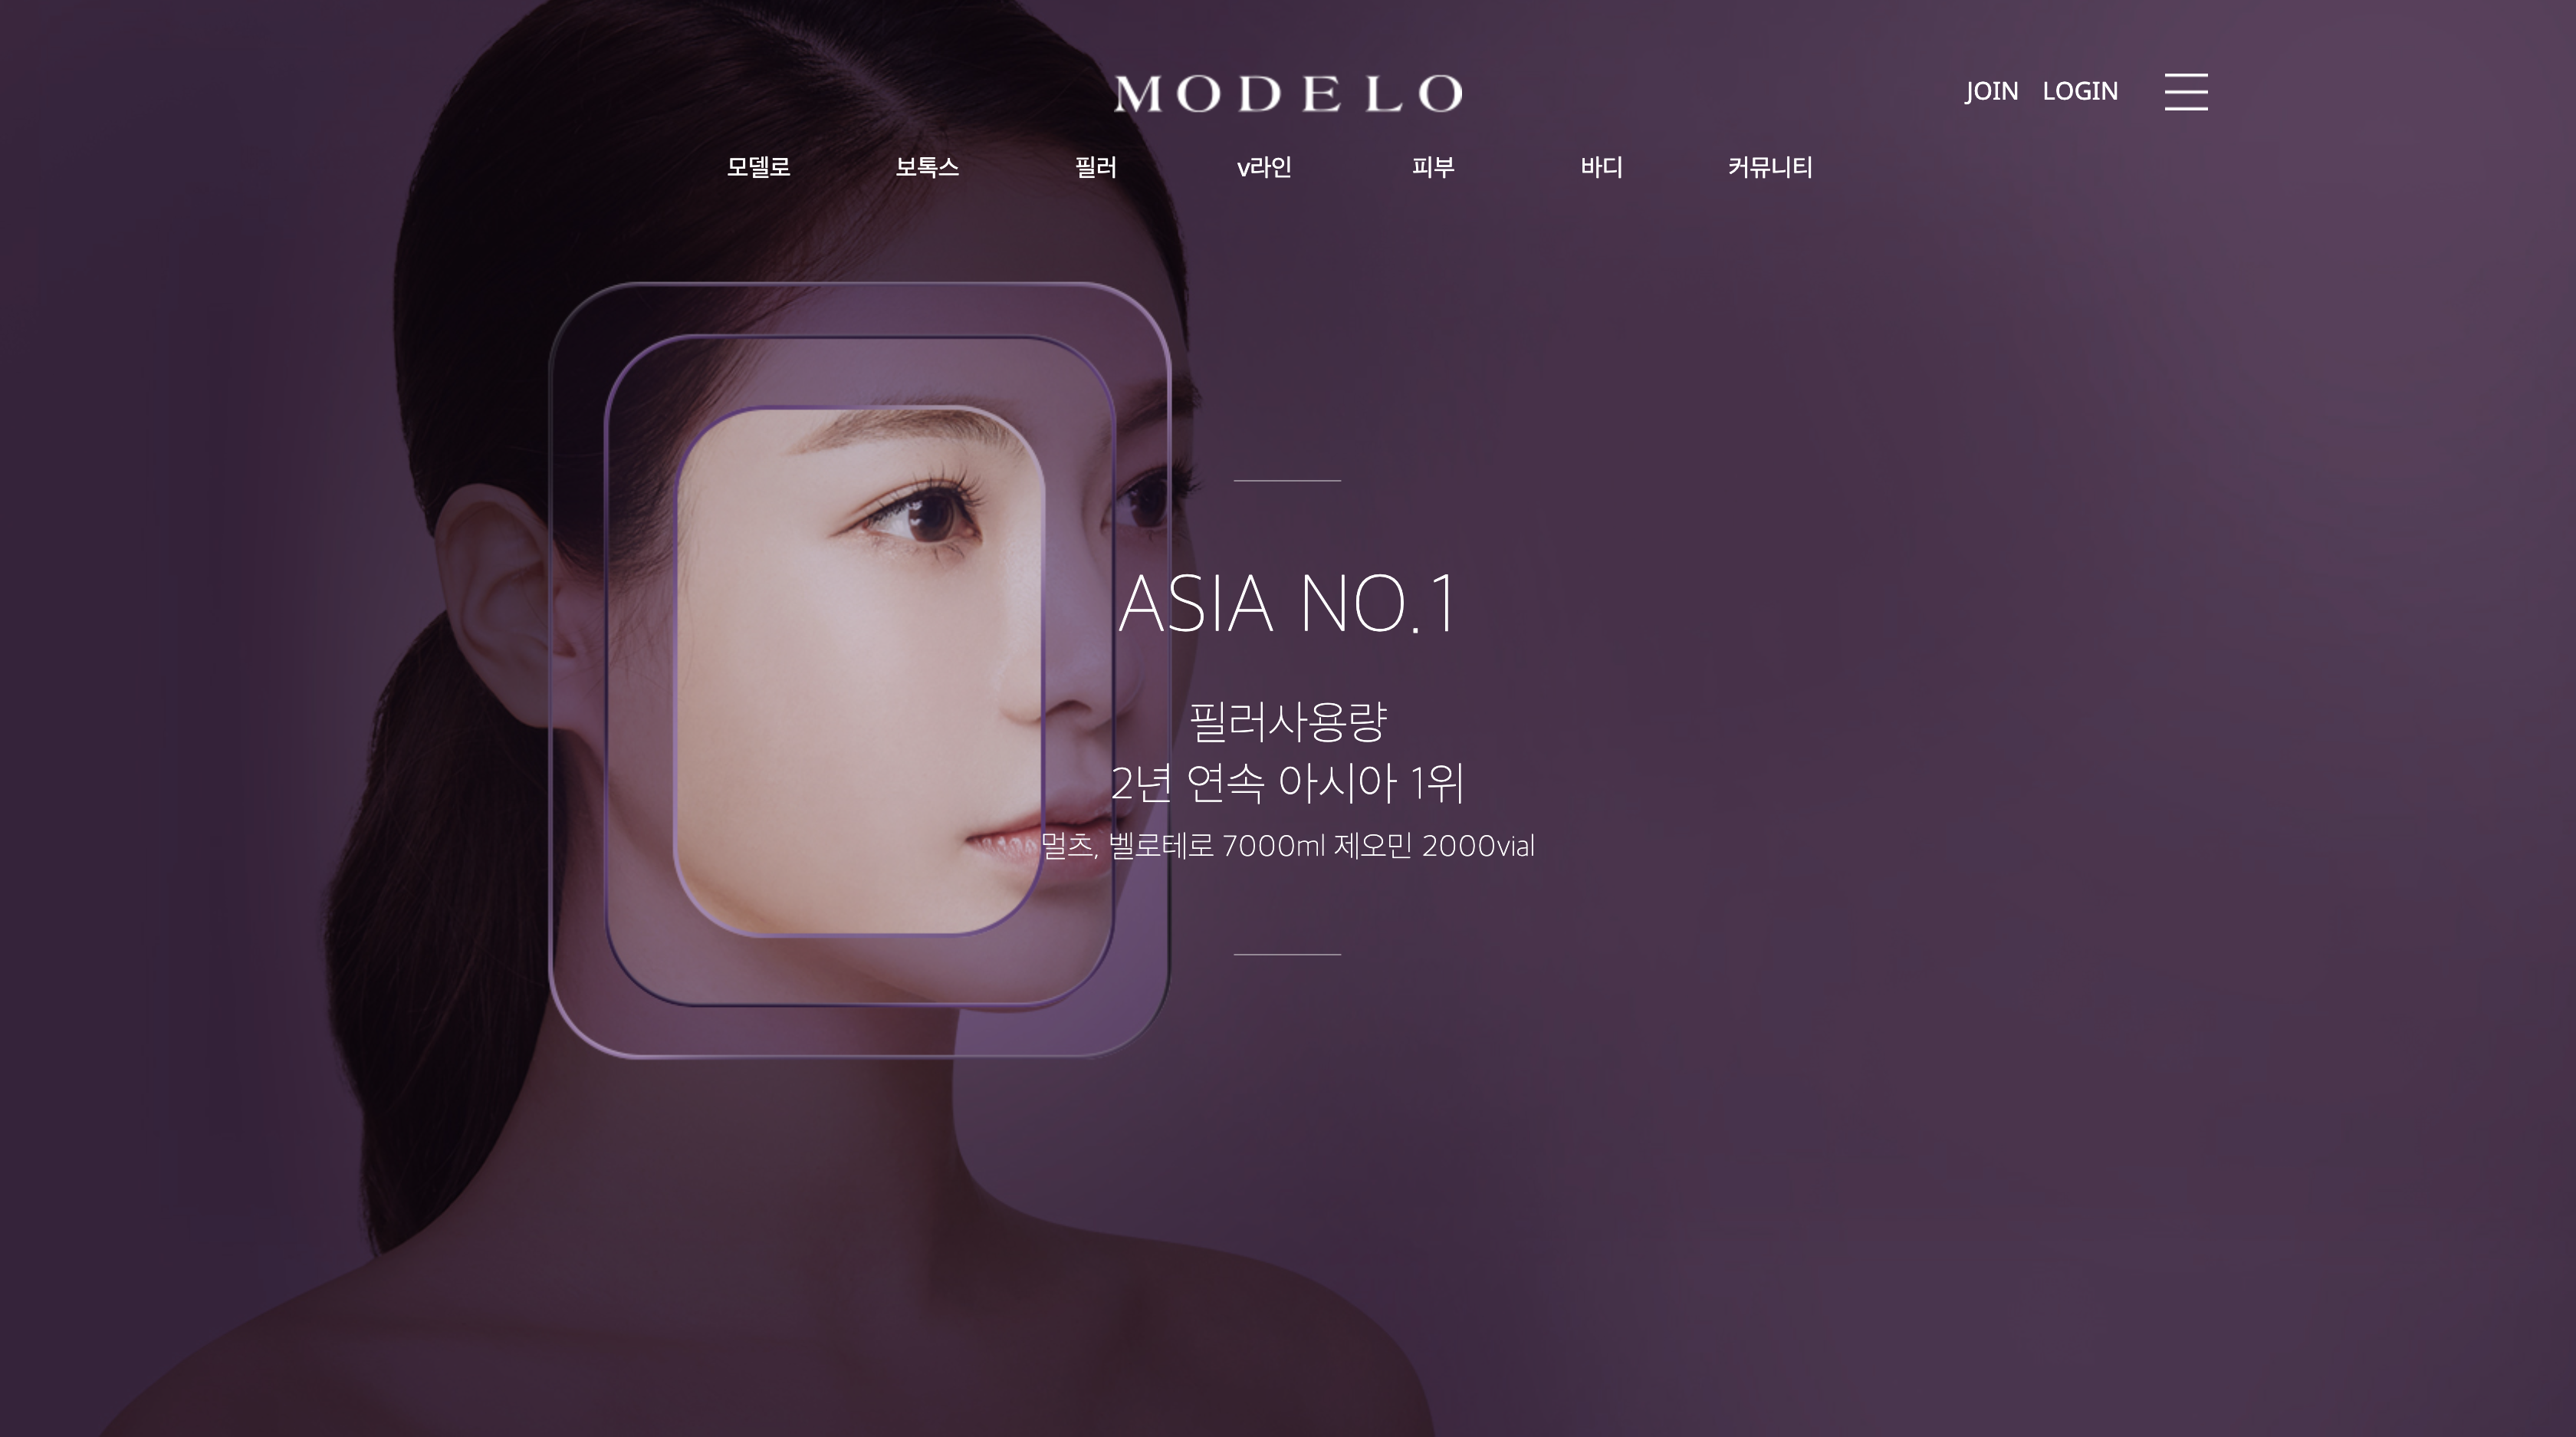 MODELO
JOIN LOGIN
모델로 보톡스 필러 v라인 피부 바디 커뮤니티
ASIA NO.1
필러사용량
2년 연속 아시아 1위
멀츠, 벨로테로 7000ml 제오민 2000vial